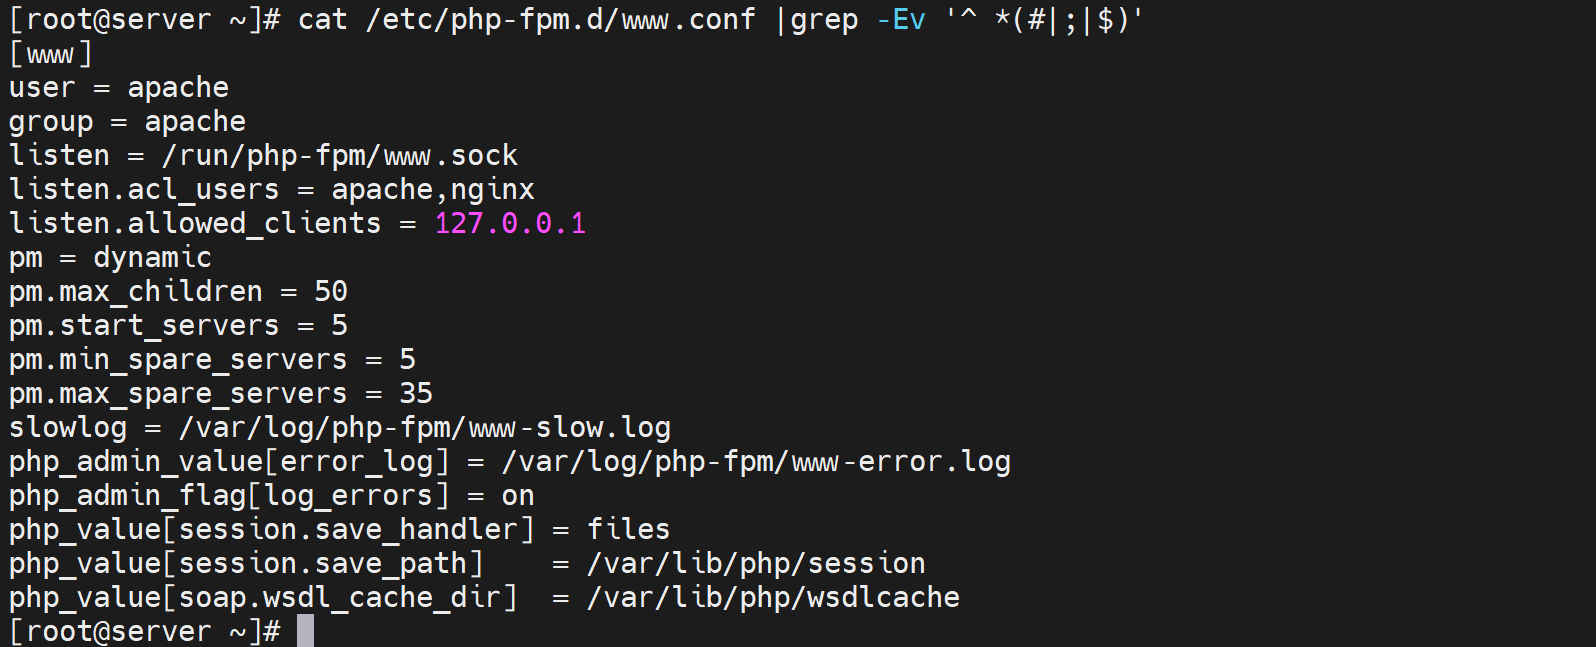 [root@server ~]# cat /etc/php-fpm.d/www.conf |grep -Ev '^ *(#|;|$)'
[www]
user = apache
group = apache
listen = /run/php-fpm/www.sock
listen.acl_users = apache,nginx
listen.allowed_clients = 127.0.0.1
pm = dynamic
pm.max_children = 50
pm.start_servers = 5
pm.min_spare_servers = 5
pm.max_spare_servers = 35
slowlog = /var/log/php-fpm/www-slow.log
php_admin_value[error_log] = /var/log/php-fpm/www-error.log
php_admin_flag[log_errors] = on
php_value[session.save_handler] = files
php_value[session.save_path]    = /var/lib/php/session
php_value[soap.wsdl_cache_dir]  = /var/lib/php/wsdlcache
[root@server ~]#